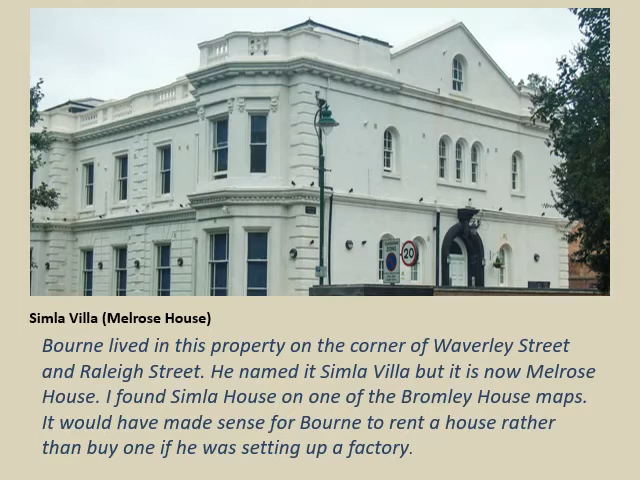 20
Simla Villa (Melrose House)
Bourne lived in this property on the corner of Waverley Street
and Raleigh Street. He named it Simla Villa but it is now Melrose
House. I found Simla House on one of the Bromley House maps.
It would have made sense for Bourne to rent a house rather
than buy one if he was setting up a factory.